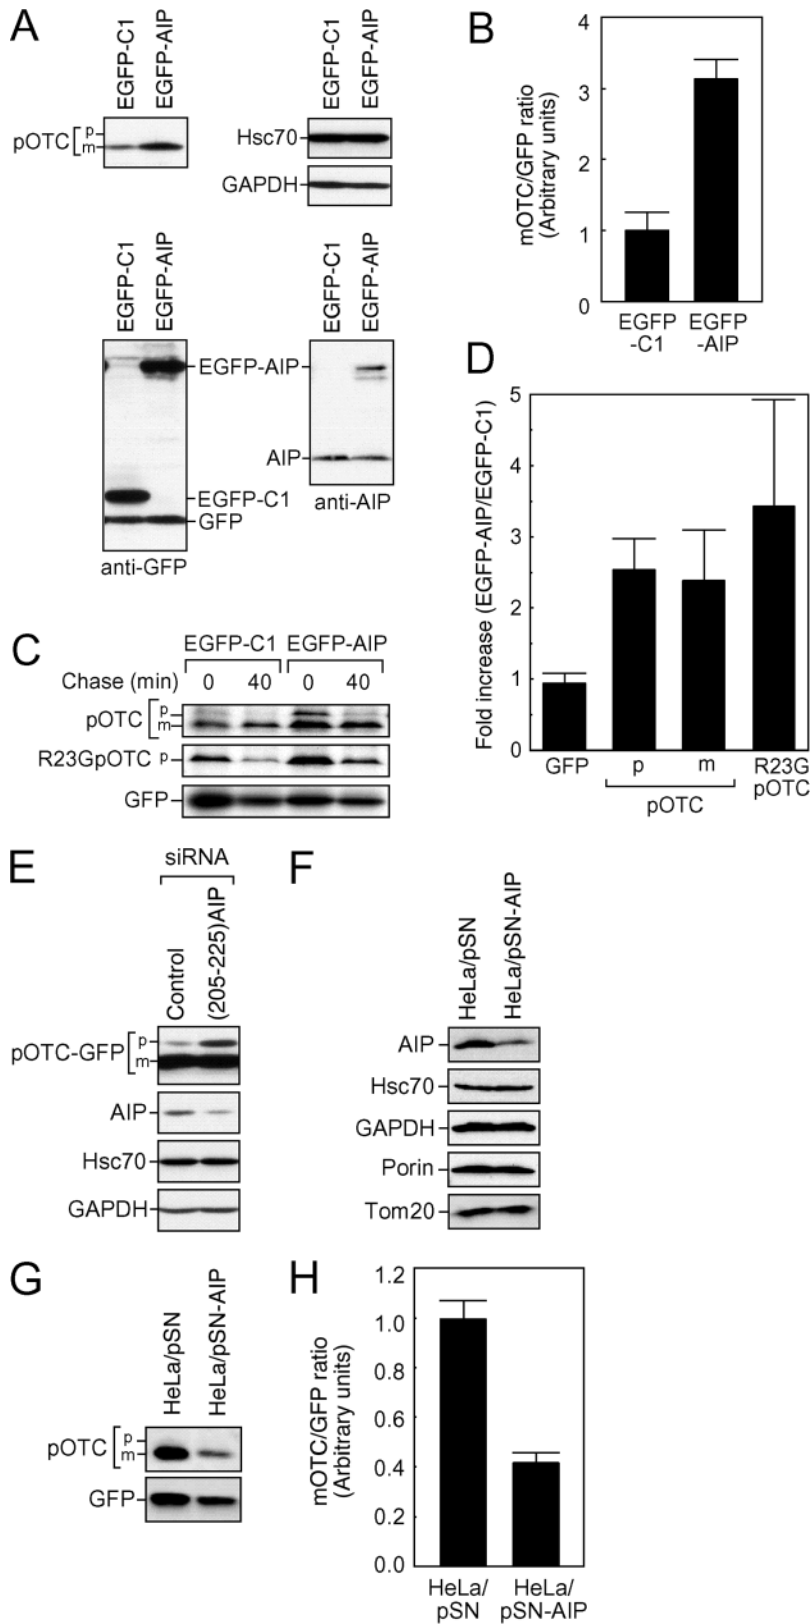 A
EGFP-C1
EGFP-AIP
pOTC
p
m
EGFP-C1
EGFP-AIP
Hsc70
GAPDH
EGFP-C1
EGFP-AIP
EGFP-AIP
EGFP-C1
GFP
anti-GFP
EGFP-C1
EGFP-AIP
AIP
anti-AIP
B
mOTC/GFP ratio
(Arbitrary units)
4
3
2
1
0
EGFP
-C1
EGFP
-AIP
C
EGFP-C1 EGFP-AIP
Chase (min) 0 40 0 40
pOTC
p
m
R23GpOTC p
GFP
D
Fold increase (EGFP-AIP/EGFP-C1)
5
4
3
2
1
0
GFP
p
m
pOTC
R23G
pOTC
E
siRNA
Control
(205-225)AIP
pOTC-GFP
p
m
AIP
Hsc70
GAPDH
F
HeLa/pSN
HeLa/pSN-AIP
AIP
Hsc70
GAPDH
Porin
Tom20
G
HeLa/pSN
HeLa/pSN-AIP
pOTC
p
m
GFP
H
mOTC/GFP ratio
(Arbitrary units)
1.2
1.0
0.8
0.6
0.4
0.2
0.0
HeLa/
pSN
HeLa/
pSN-AIP